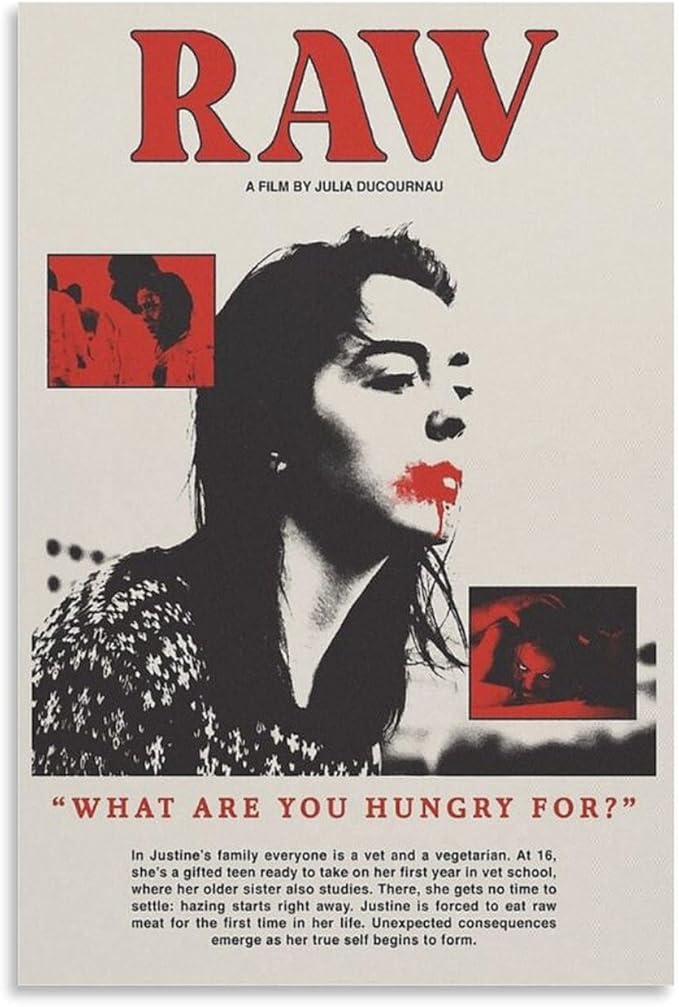 RAW
A FILM BY JULIA DUCOURNAU
“WHAT ARE YOU HUNGRY FOR?”
In Justine's family everyone is a vet and a vegetarian. At 16,
she's a gifted teen ready to take on her first year in vet school,
where her older sister also studies. There, she gets no time to
settle: hazing starts right away. Justine is forced to eat raw
meat for the first time in her life. Unexpected consequences
emerge as her true self begins to form.